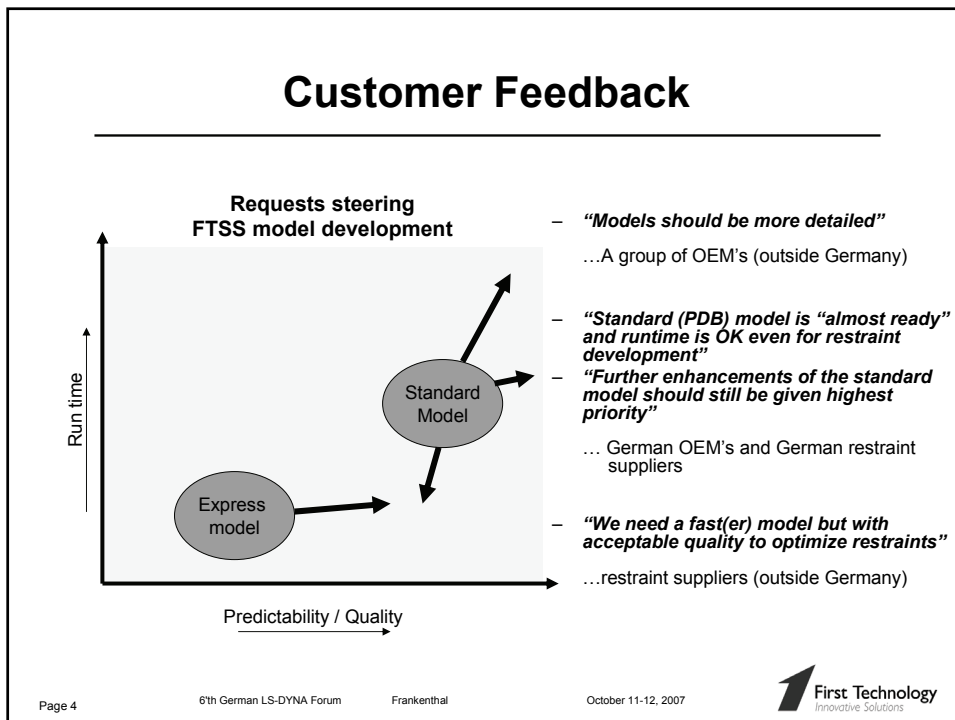 Customer Feedback
Requests steering
FTSS model development
Run time
Standard
Model
Express
model
Predictability / Quality
– “Models should be more detailed”
…A group of OEM's (outside Germany)
– “Standard (PDB) model is “almost ready”
and runtime is OK even for restraint
development”
– “Further enhancements of the standard
model should still be given highest
priority”
… German OEM's and German restraint
suppliers
– “We need a fast(er) model but with
acceptable quality to optimize restraints”
…restraint suppliers (outside Germany)
Page 4
6'th German LS-DYNA Forum
Frankenthal
October 11-12, 2007
First Technology
Innovative Solutions